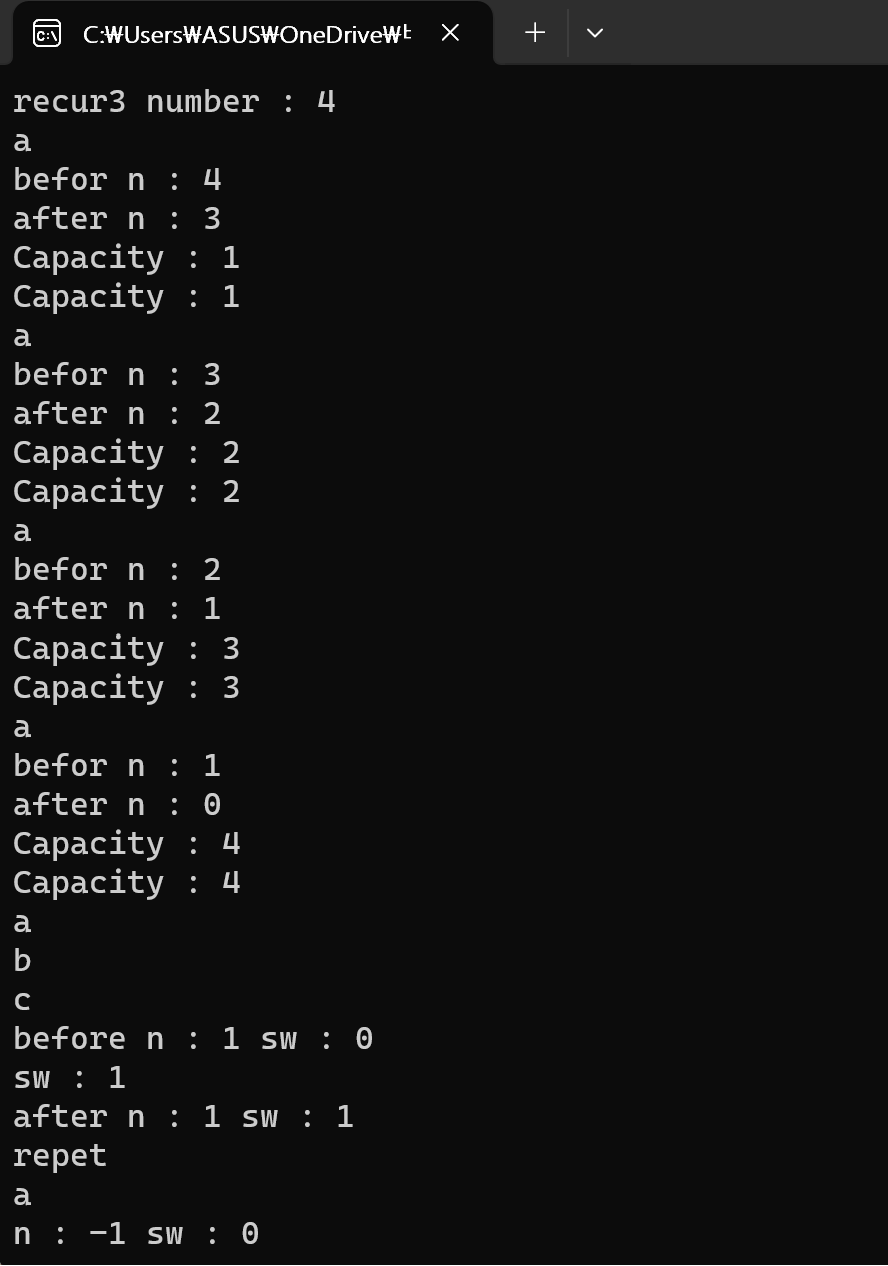 C:₩Users₩ASUS₩OneDrive₩
recur3 number : 4
a
befor n : 4
after n : 3
Capacity : 1
Capacity : 1
a
befor n : 3
after n : 2
Capacity : 2
Capacity : 2
a
befor n : 2
after n : 1
Capacity : 3
Capacity : 3
a
befor n : 1
after n : 0
Capacity : 4
Capacity : 4
a
b
c
before n : 1 sw : 0
sw : 1
after n : 1 sw : 1
repet
a
n : -1 sw : 0